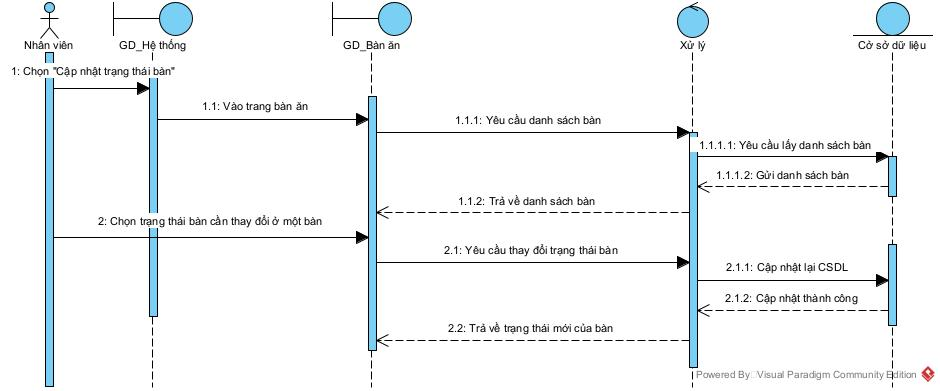 Nhân viên
GD_Hệ thống
GD_Bàn ăn
Xử lý
Cở sở dữ liệu
1: Chọn "Cập nhật trạng thái bàn"
1.1: Vào trang bàn ăn
1.1.1: Yêu cầu danh sách bàn
1.1.1.1: Yêu cầu lấy danh sách bàn
1.1.1.2: Gửi danh sách bàn
1.1.2: Trả về danh sách bàn
2: Chọn trạng thái bàn cần thay đổi ở một bàn
2.1: Yêu cầu thay đổi trạng thái bàn
2.1.1: Cập nhật lại CSDL
2.1.2: Cập nhật thành công
2.2: Trả về trạng thái mới của bàn
Powered By Visual Paradigm Community Edition